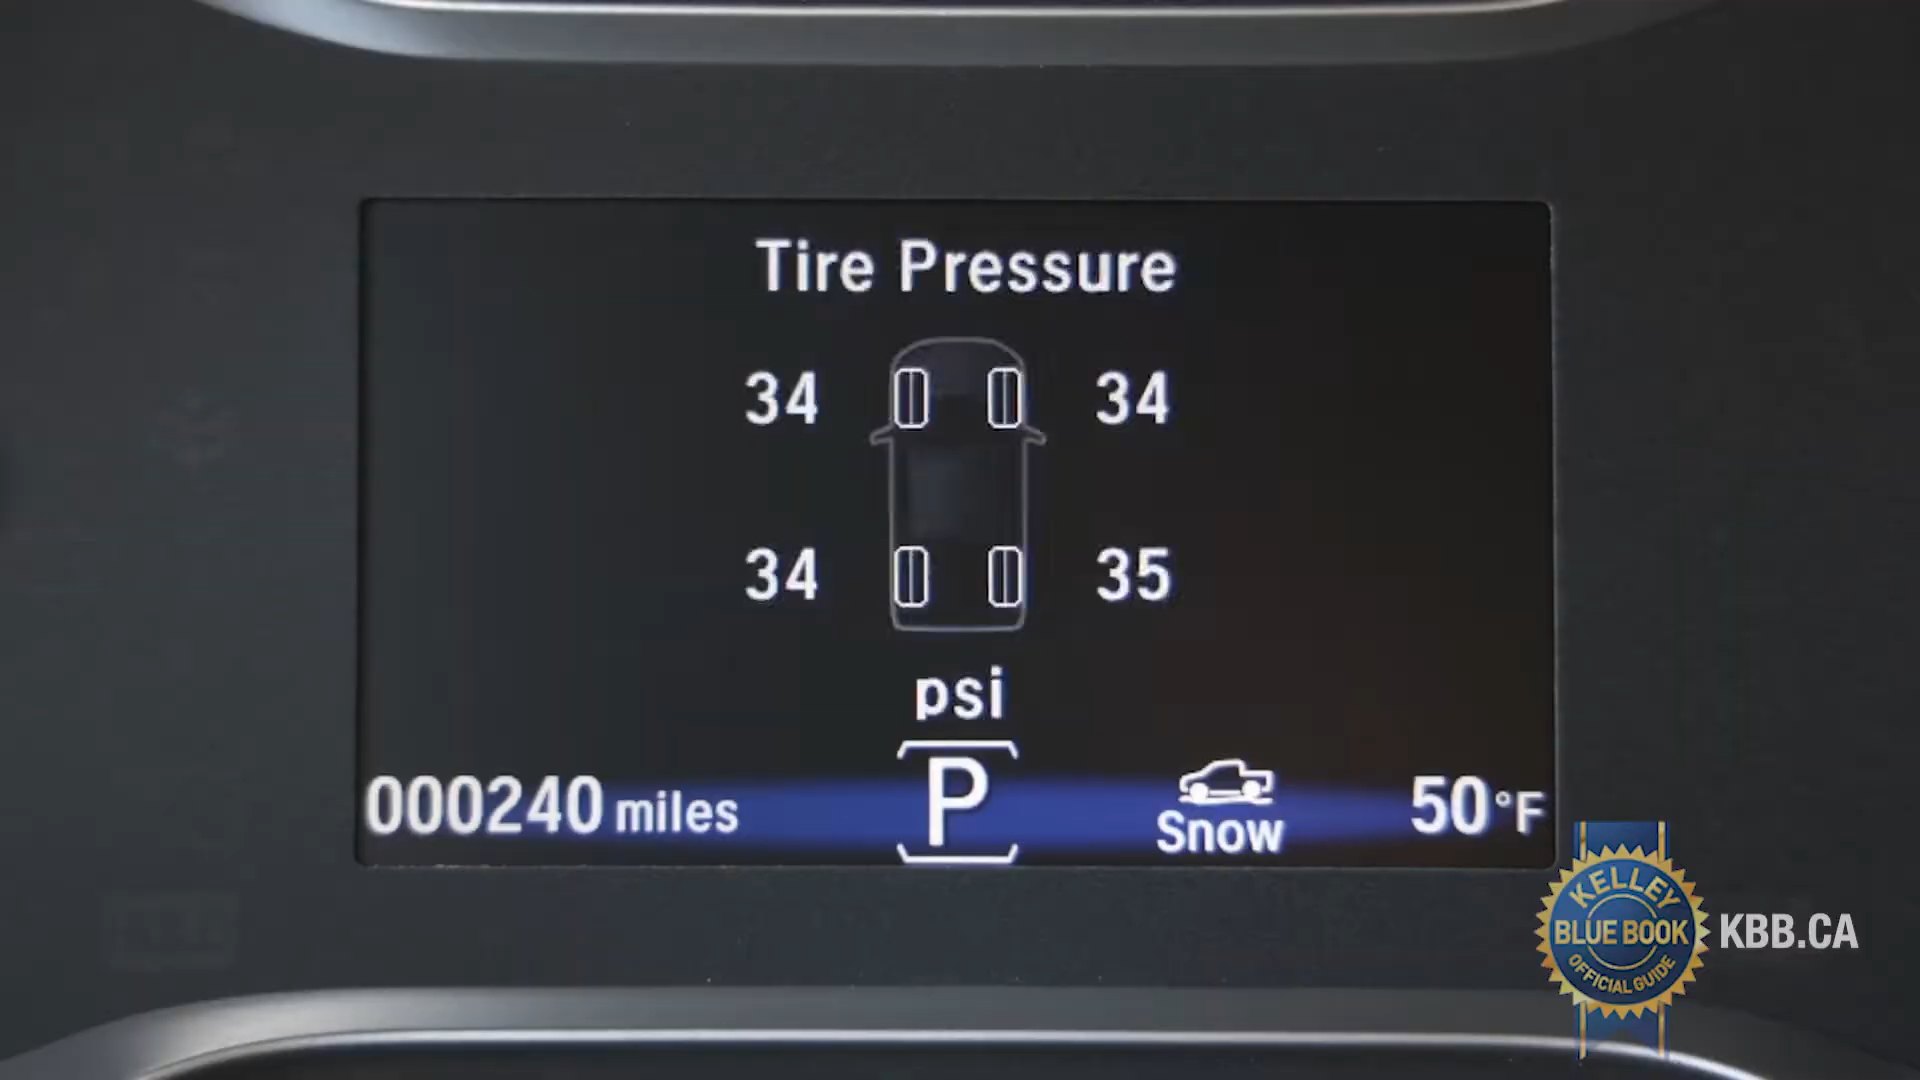 Tire Pressure
34 34
34 35
psi
000240 miles P Snow 50°F
KELLEY
BLUE BOOK
OFFICIAL GUIDE
KBB.CA